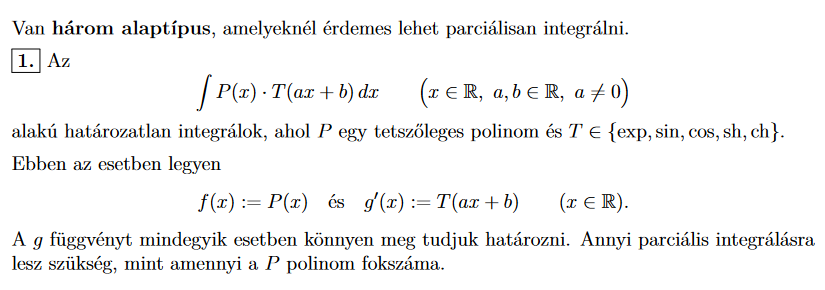 Van három alaptípus, amelyeknél érdemes lehet parciálisan integrálni.
1. Az
∫ P(x) · T(ax + b) dx (x ∈ ℝ, a, b ∈ ℝ, a ≠ 0)
alakú határozatlan integrálok, ahol P egy tetszőleges polinom és T ∈ {exp, sin, cos, sh, ch}.
Ebben az esetben legyen
f(x) := P(x) és g′(x) := T(ax + b) (x ∈ ℝ).
A g függvényt mindegyik esetben könnyen meg tudjuk határozni. Annyi parciális integrálásra
lesz szükség, mint amennyi a P polinom fokszáma.